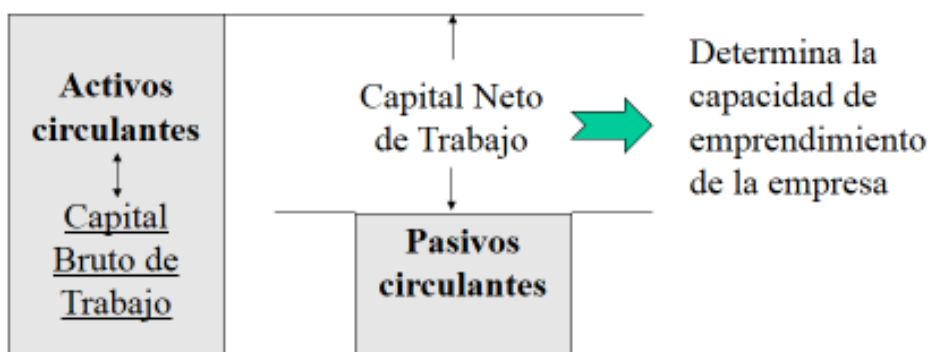 Activos
circulantes
Capital
Bruto de
Trabajo
Capital Neto
de Trabajo
Pasivos
circulantes
Determina la
capacidad de
emprendimiento
de la empresa